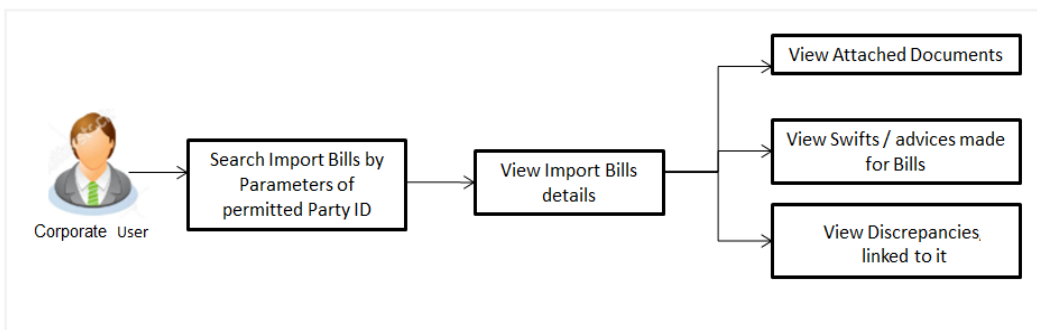 Corporate User
Search Import Bills by
Parameters of
permitted Party ID
View Import Bills
details
View Attached Documents
View Swifts / advices made
for Bills
View Discrepancies,
linked to it